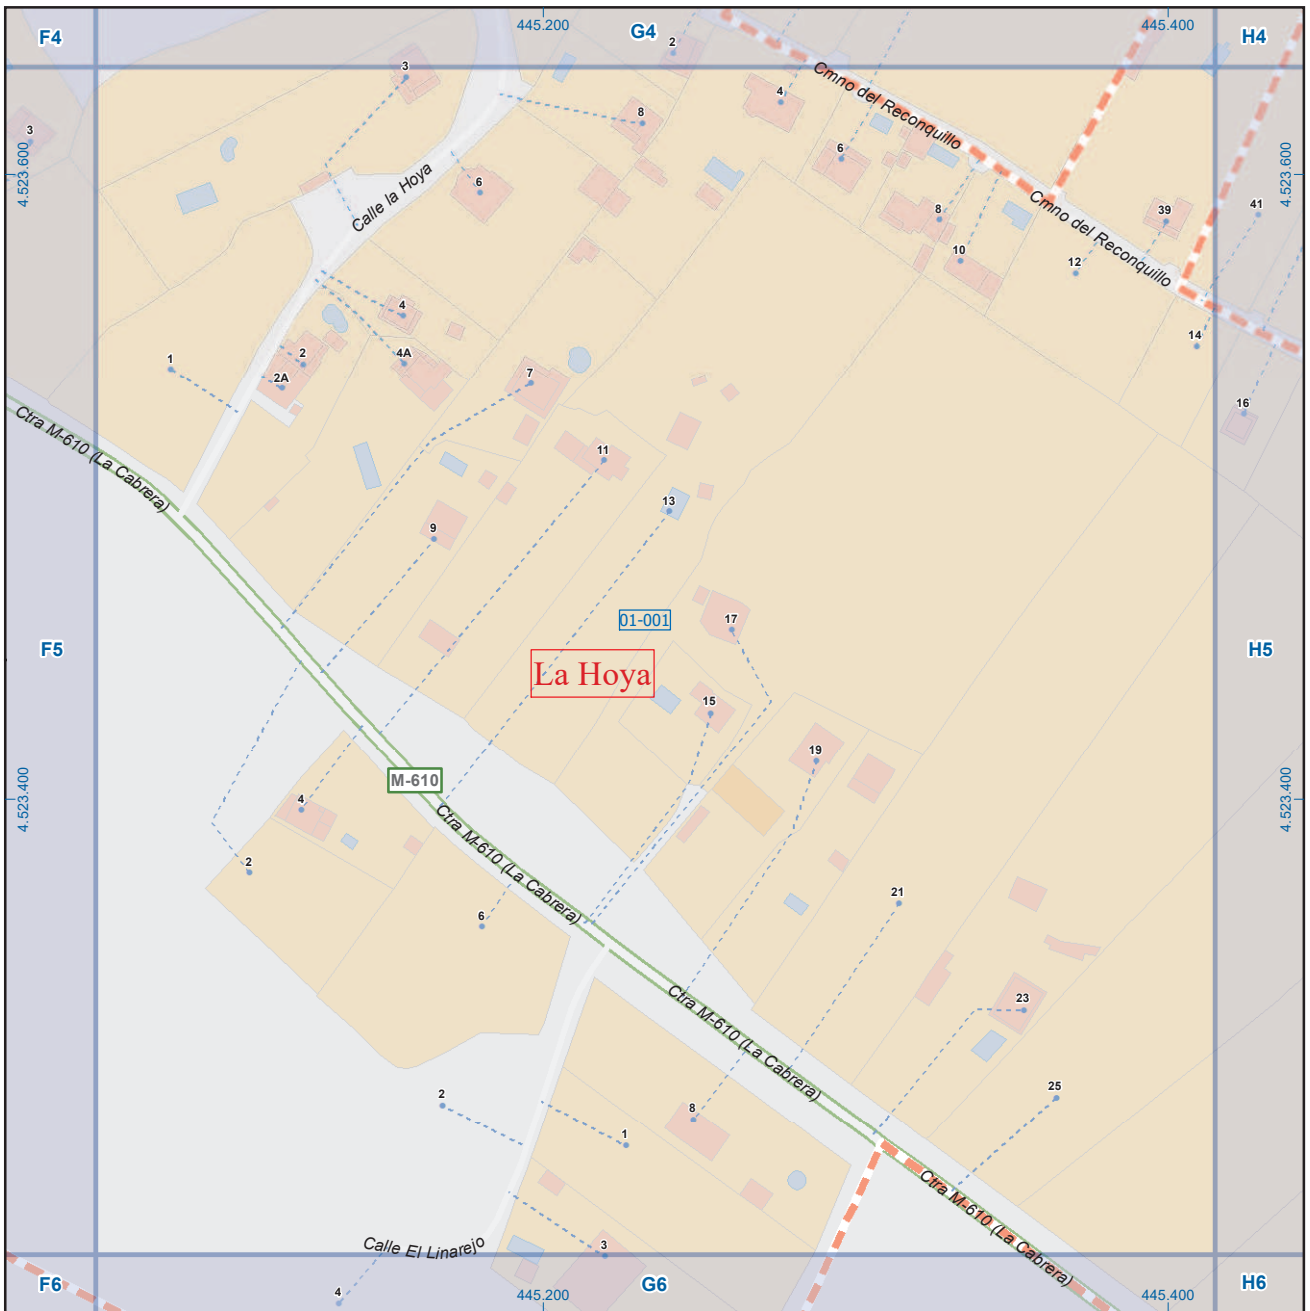 F4
445.200
G4
445.400
H4
2
3
Cmno del Reconquillo
4
8
3
6
4.523.600
4.523.600
6
Calle la Hoya
Cmno del Reconquillo
8
39
41
10
12
4
14
1
2
4A
2A
7
16
Ctra M-610 (La Cabrera)
11
13
9
01-001
17
F5
H5
La Hoya
15
19
M-610
4.523.400
4.523.400
4
Ctra M-610 (La Cabrera)
2
21
6
Ctra M-610 (La Cabrera)
23
25
2
8
1
Ctra M-610 (La Cabrera)
Calle El Linarejo
3
F6
4
G6
H6
445.200
445.400